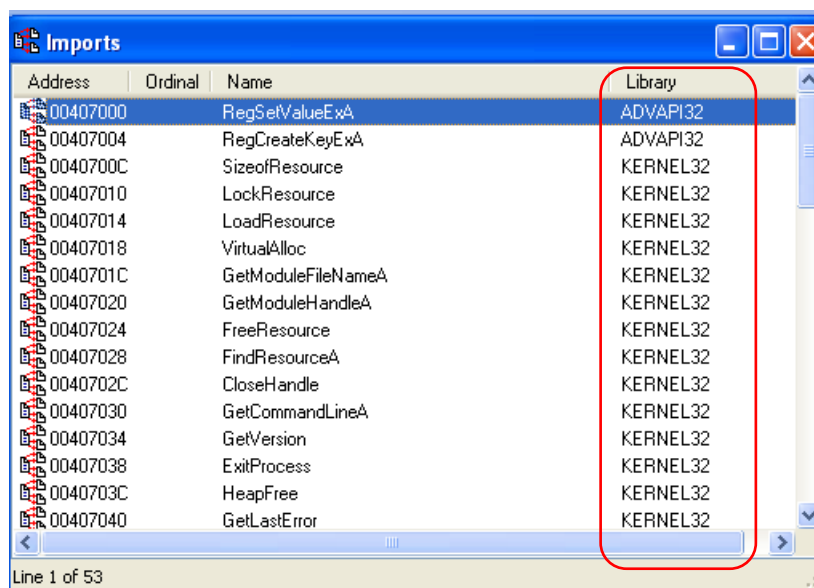 Imports
Address Ordinal Name Library
00407000 RegSetValueExA ADVAPI32
00407004 RegCreateKeyExA ADVAPI32
0040700C SizeofResource KERNEL32
00407010 LockResource KERNEL32
00407014 LoadResource KERNEL32
00407018 VirtualAlloc KERNEL32
0040701C GetModuleFileNameA KERNEL32
00407020 GetModuleHandleA KERNEL32
00407024 FreeResource KERNEL32
00407028 FindResourceA KERNEL32
0040702C CloseHandle KERNEL32
00407030 GetCommandLineA KERNEL32
00407034 GetVersion KERNEL32
00407038 ExitProcess KERNEL32
0040703C HeapFree KERNEL32
00407040 GetLastError KERNEL32
Line 1 of 53